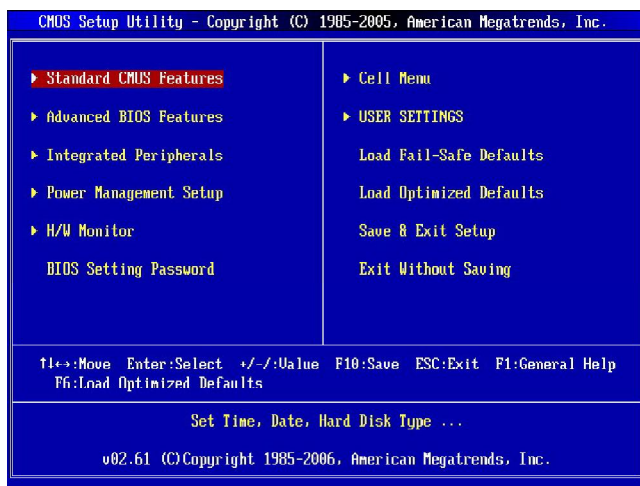 CMOS Setup Utility - Copyright (C) 1985-2005, American Megatrends, Inc.
Standard CMOS Features
Advanced BIOS Features
Integrated Peripherals
Power Management Setup
H/W Monitor
BIOS Setting Password
Cell Menu
USER SETTINGS
Load Fail-Safe Defaults
Load Optimized Defaults
Save & Exit Setup
Exit Without Saving
↑↓←→:Move Enter:Select +/-/:Value F10:Save ESC:Exit F1:General Help
F6:Load Optimized Defaults
Set Time, Date, Hard Disk Type ...
v02.61 (C)Copyright 1985-2006, American Megatrends, Inc.